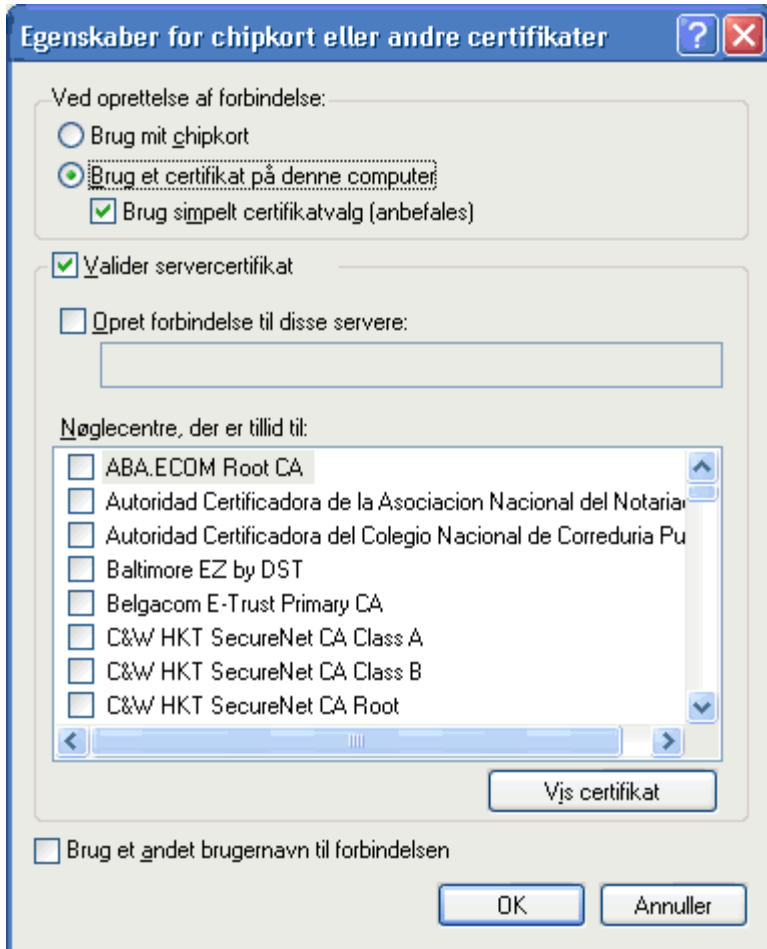 Egenskaber for chipkort eller andre certifikater
Ved oprettelse af forbindelse:
Brug mit chipkort
Brug et certifikat på denne computer
Brug simpelt certifikatvalg (anbefales)
Valider servercertifikat
Opret forbindelse til disse servere:
Nøglecentre, der er tillid til:
ABA.ECOM Root CA
Autoridad Certificadora de la Asociacion Nacional del Notaria
Autoridad Certificadora del Colegio Nacional de Correduria Pu
Baltimore EZ by DST
Belgacom E-Trust Primary CA
C&W HKT SecureNet CA Class A
C&W HKT SecureNet CA Class B
C&W HKT SecureNet CA Root
Vis certifikat
Brug et andet brugernavn til forbindelsen
OK
Annuller